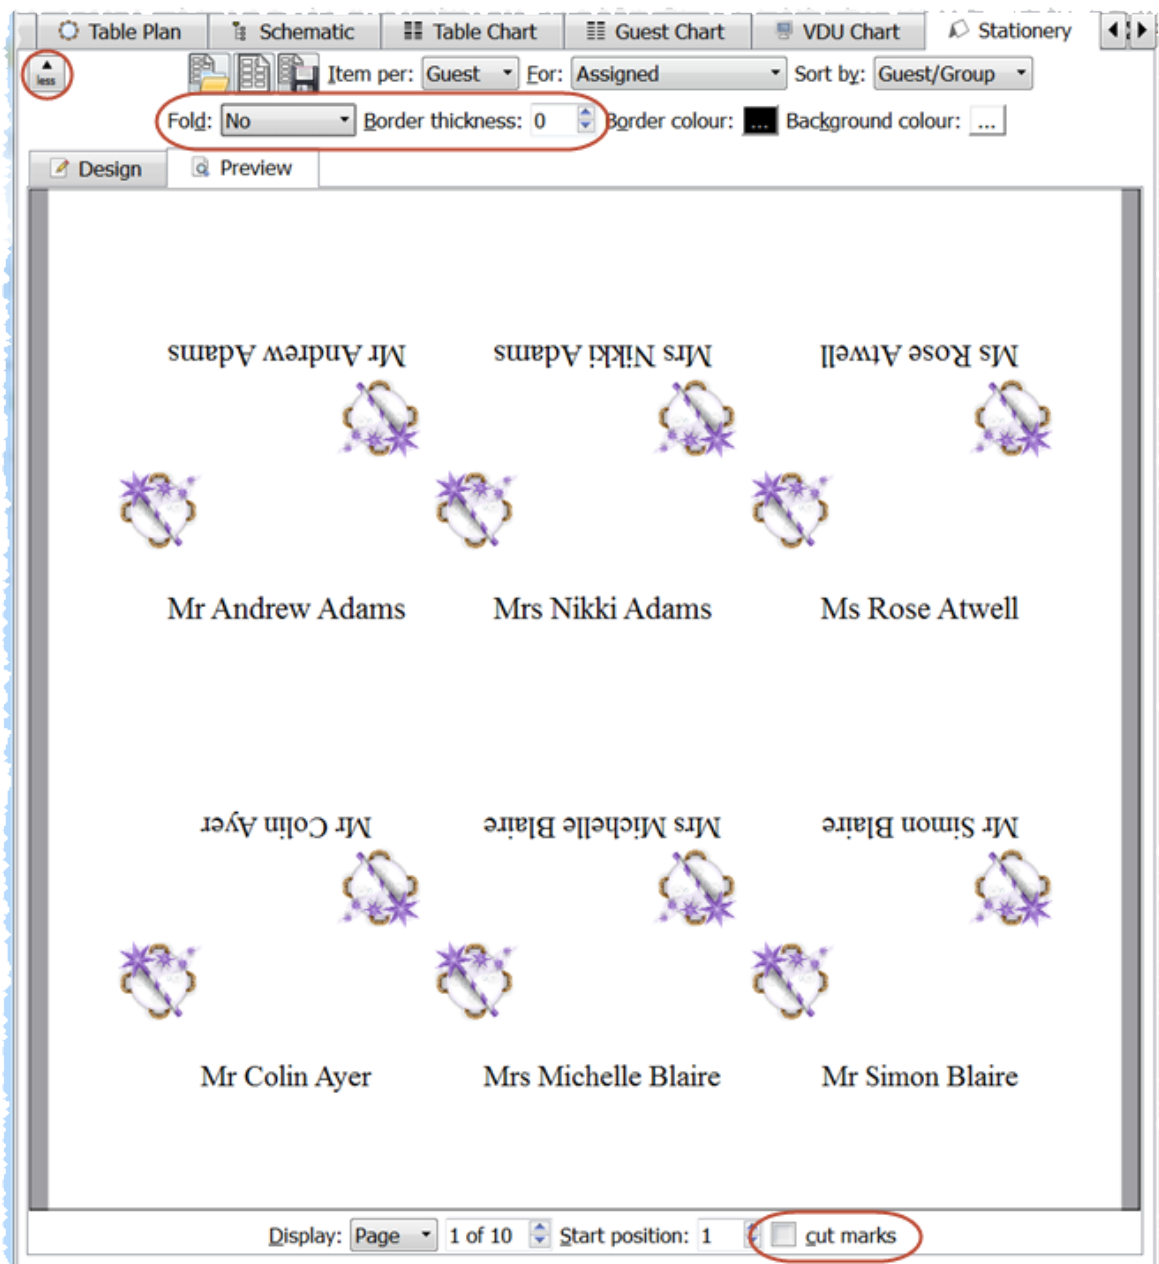 Table Plan Schematic Table Chart Guest Chart VDU Chart Stationery
less Item per: Guest For: Assigned Sort by: Guest/Group
Fold: No Border thickness: 0 Border colour: ... Background colour: ...
Design Preview
Mr Andrew Adams Mrs Nikki Adams Ms Rose Atwell
Mr Andrew Adams Mrs Nikki Adams Ms Rose Atwell
Mr Colin Ayer Mrs Michelle Blaire Mr Simon Blaire
Mr Colin Ayer Mrs Michelle Blaire Mr Simon Blaire
Display: Page 1 of 10 Start position: 1 cut marks